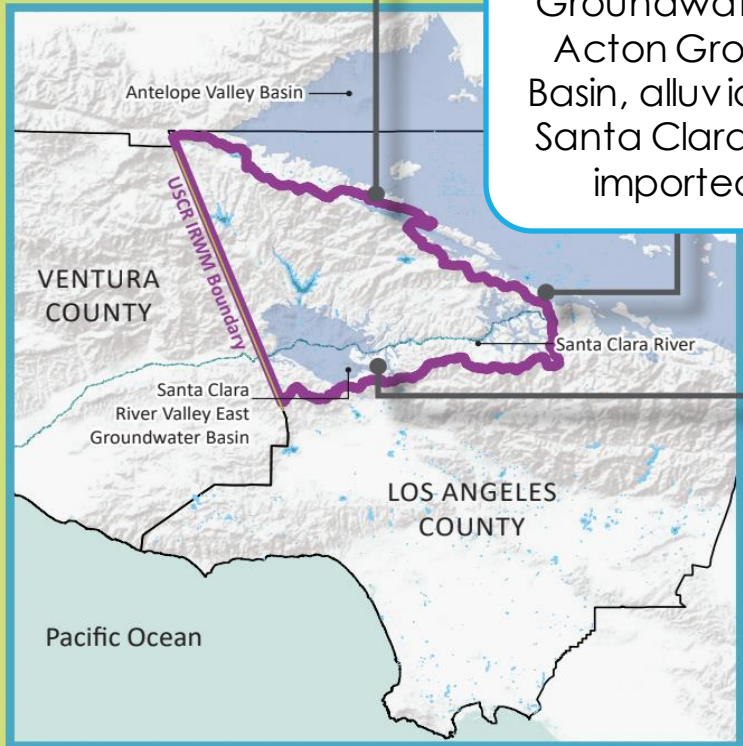 Acton Gro
Basin, alluvi
Santa Clara
imported
Antelope Valley Basin
USCR IRWM Boundary
VENTURA
COUNTY
Santa Clara River
Santa Clara
River Valley East
Groundwater Basin
LOS ANGELES
COUNTY
Pacific Ocean